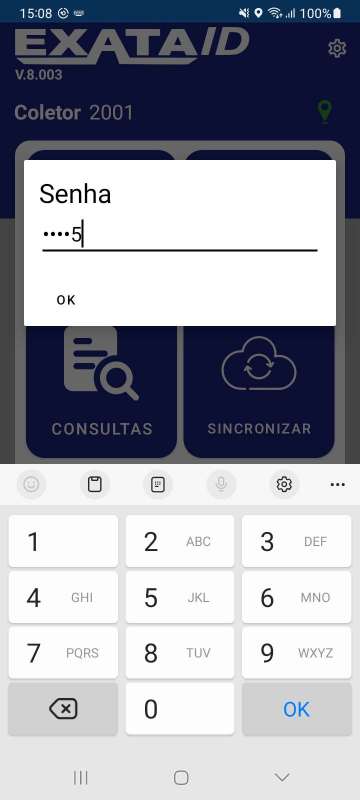 15:08 100%
EXATAID
V.8.003
Coletor 2001
Senha
••••5
OK
CONSULTAS
SINCRONIZAR
1
2 ABC
3 DEF
4 GHI
5 JKL
6 MNO
7 PQRS
8 TUV
9 WXYZ
0
OK